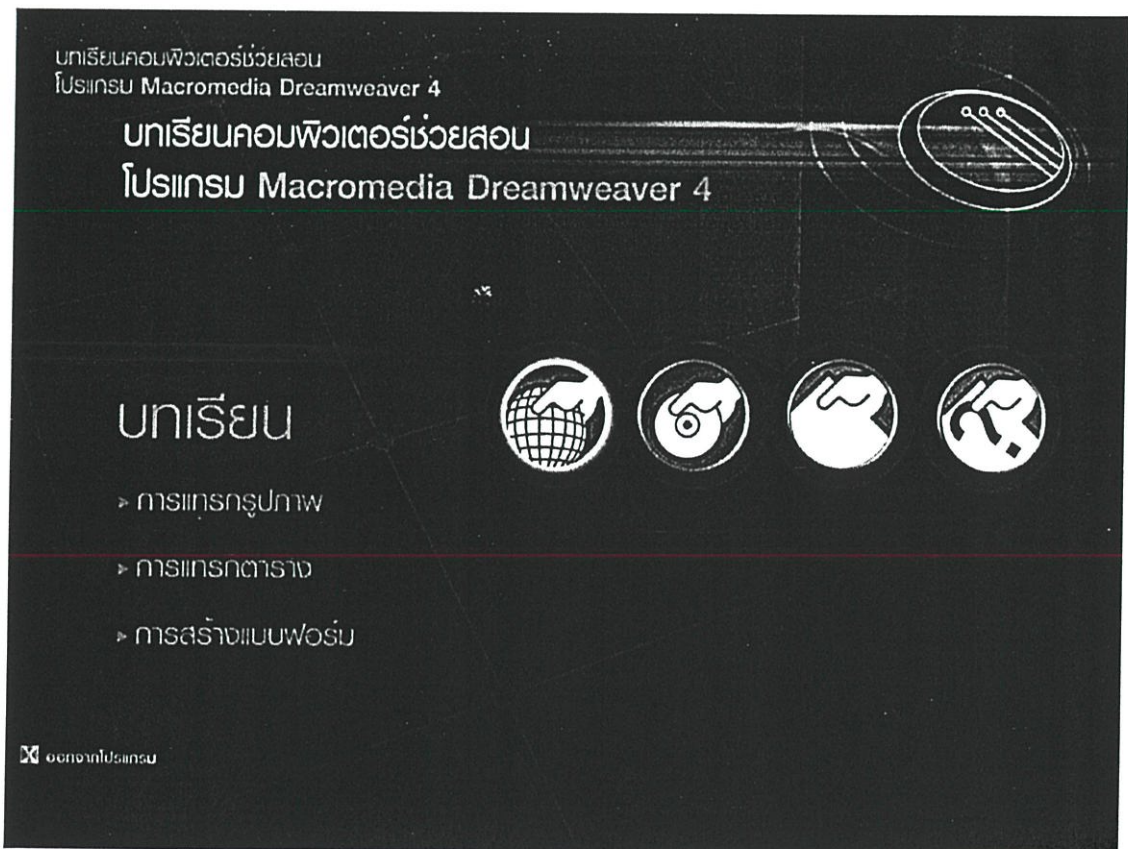 บทเรียนคอมพิวเตอร์ช่วยสอน
โปรแกรม Macromedia Dreamweaver 4
บทเรียนคอมพิวเตอร์ช่วยสอน
โปรแกรม Macromedia Dreamweaver 4
บทเรียน
» การแทรกรูปภาพ
» การแทรกตาราง
» การสร้างแบบฟอร์ม
X ออกจากโปรแกรม